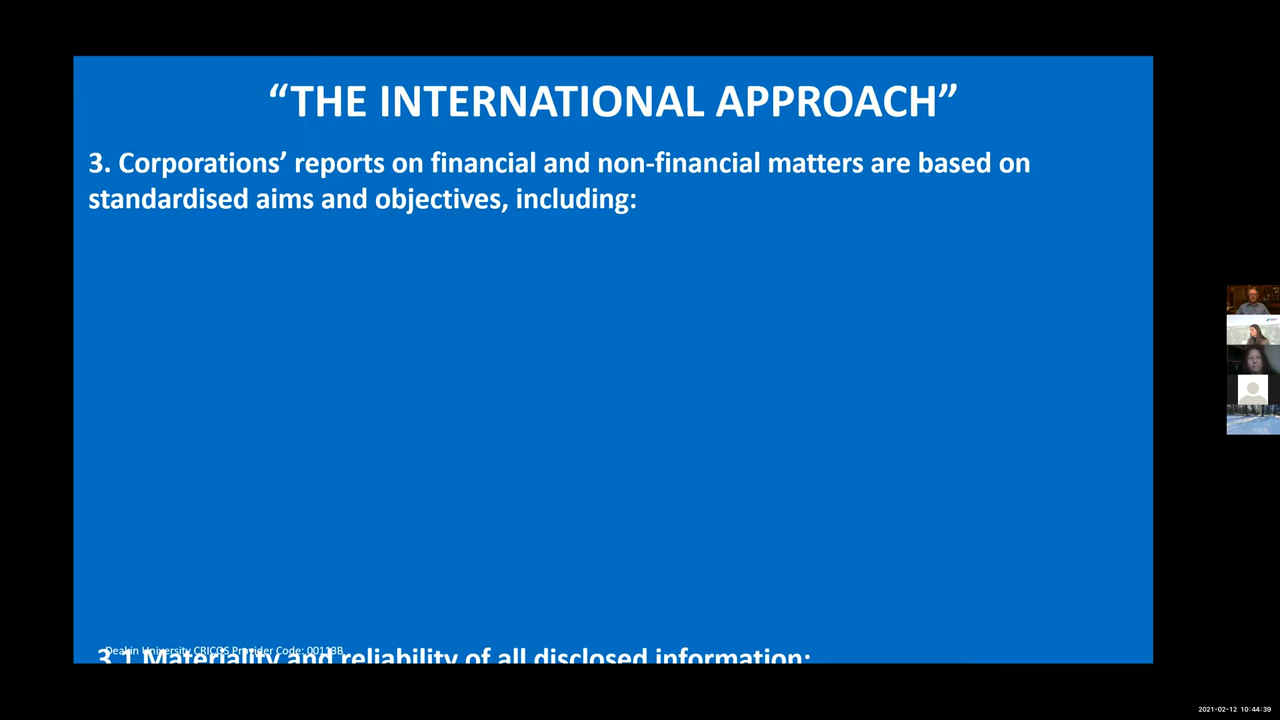 “THE INTERNATIONAL APPROACH”
3. Corporations’ reports on financial and non-financial matters are based on
standardised aims and objectives, including:
Deakin University CRICOS Provider Code: 00113B
3.1 Materiality and reliability of all disclosed information;
2021-02-12 10:44:39